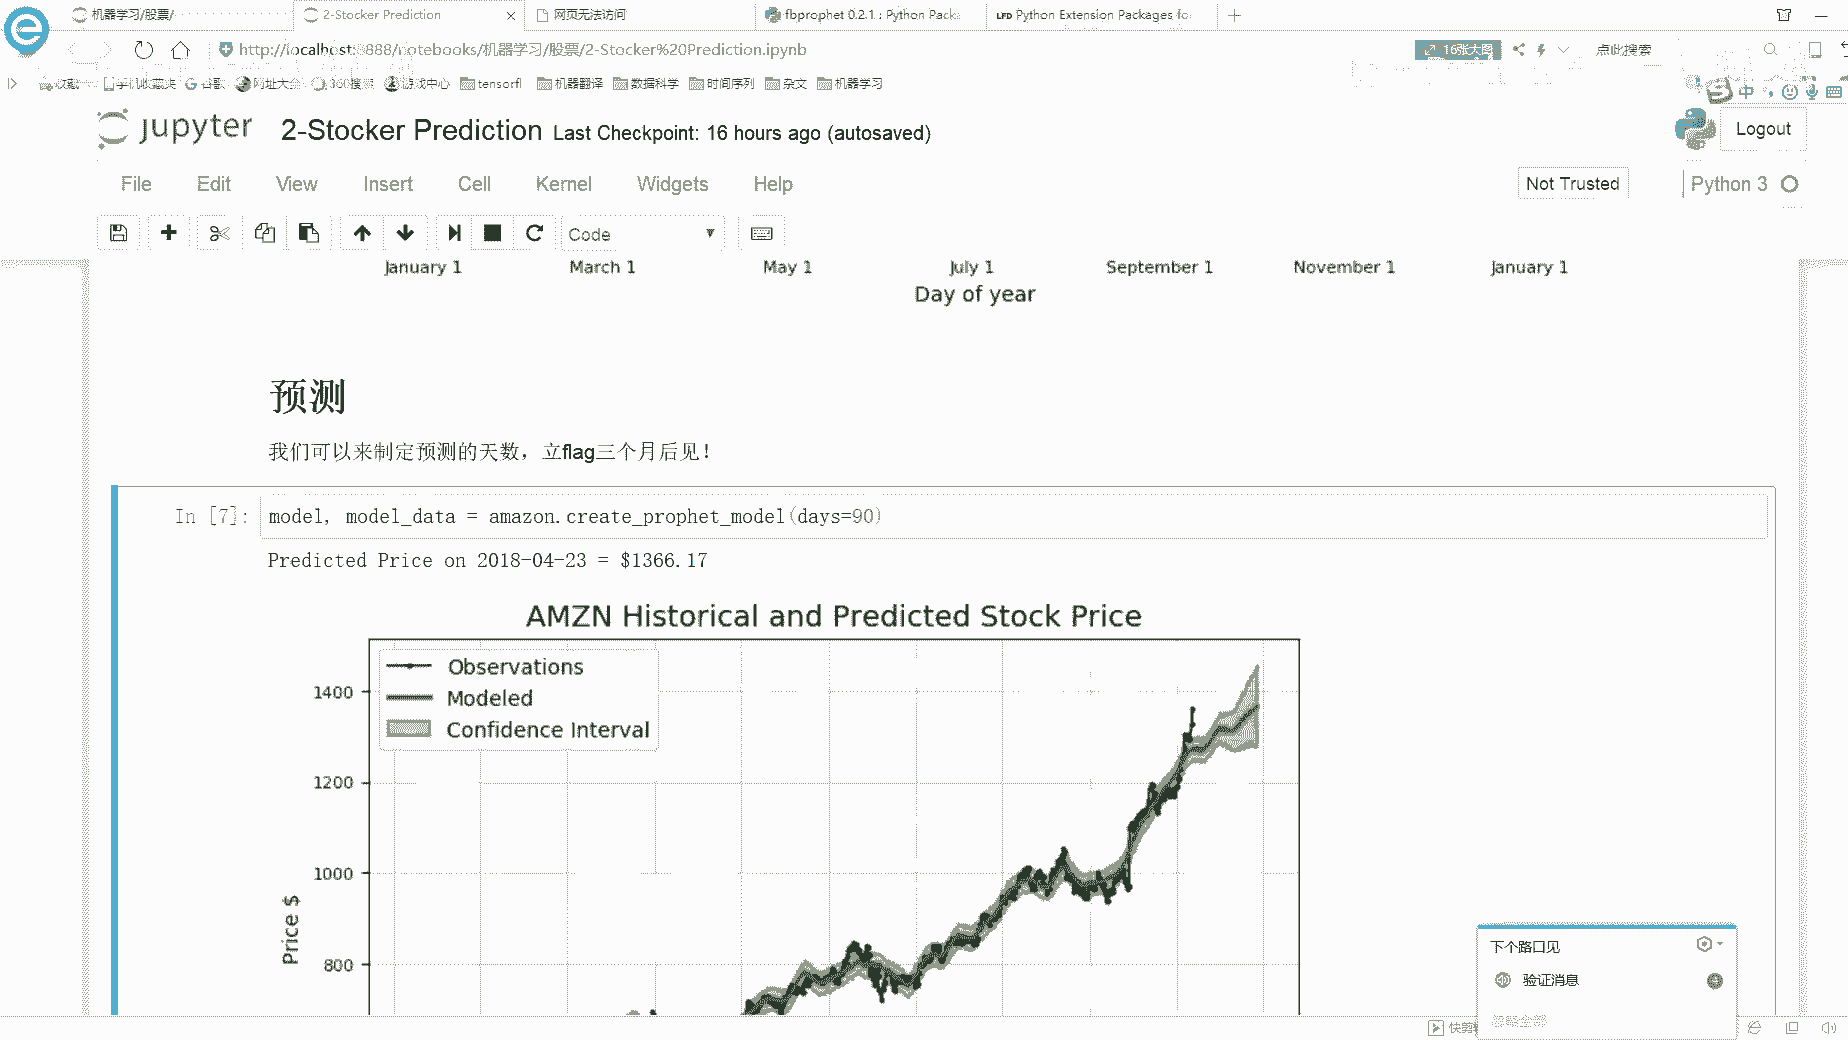 机器学习/股票/
2-Stocker Prediction
网页无法访问
fbprophet 0.2.1 : Python Pack
LFD Python Extension Packages fo
http://localhost:8888/notebooks/机器学习/股票/2-Stocker%20Prediction.ipynb
16张大图
点此搜索
收藏
手机收藏夹
谷歌
网址大全
360搜索
游戏中心
tensorfl
机器翻译
数据科学
时间序列
杂文
机器学习
中
jupyter
2-Stocker Prediction Last Checkpoint: 16 hours ago (autosaved)
Logout
File Edit View Insert Cell Kernel Widgets Help
Not Trusted
Python 3
Code
January 1 March 1 May 1 July 1 September 1 November 1 January 1
Day of year
预测
我们可以来制定预测的天数，立flag三个月后见！
In [7]: model, model_data = amazon.create_prophet_model(days=90)
Predicted Price on 2018-04-23 = $1366.17
AMZN Historical and Predicted Stock Price
Observations
Modeled
Confidence Interval
1400
1200
1000
800
Price $
下个路口见
验证消息
4
忽略全部
快剪